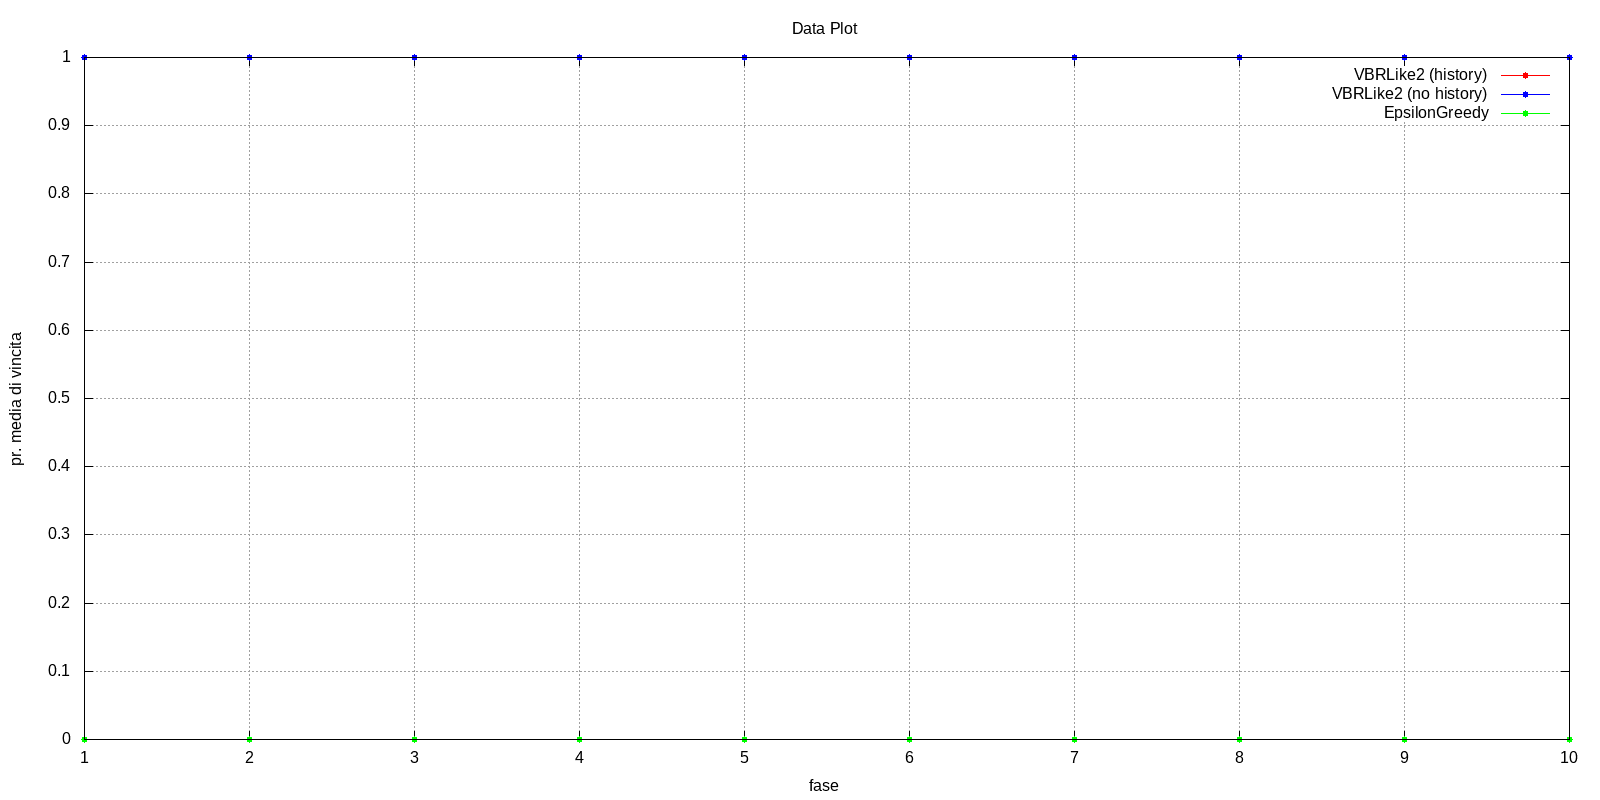 Data Plot
1
VBRLike2 (history)
VBRLike2 (no history)
EpsilonGreedy
0.9
0.8
0.7
0.6
0.5
0.4
0.3
0.2
0.1
0
pr. media di vincita
1 2 3 4 5 6 7 8 9 10
fase